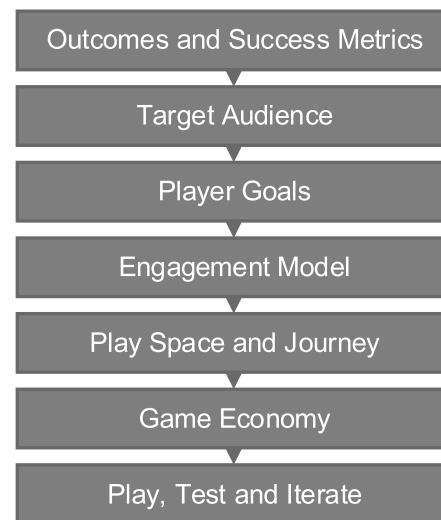 Outcomes and Success Metrics
Target Audience
Player Goals
Engagement Model
Play Space and Journey
Game Economy
Play, Test and Iterate